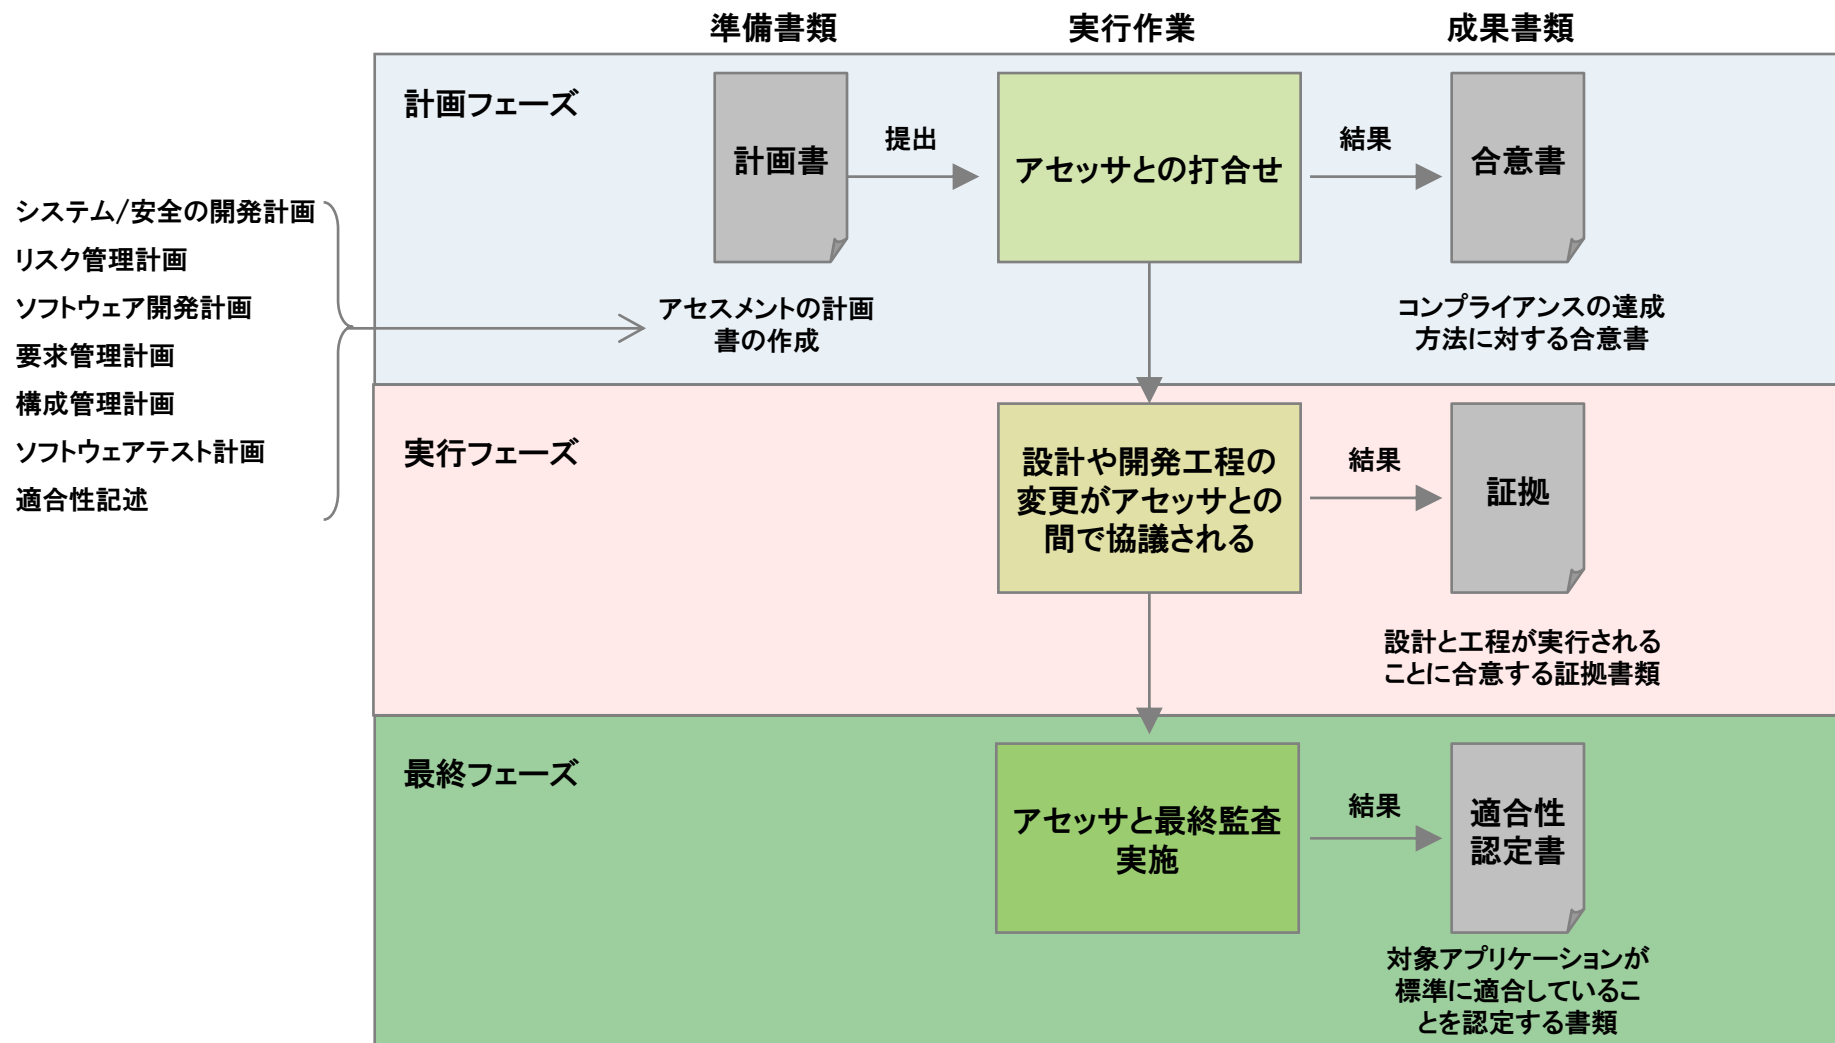 準備書類
実行作業
成果書類
計画フェーズ
計画書
提出
アセッサとの打合せ
結果
合意書
システム/安全の開発計画
リスク管理計画
ソフトウェア開発計画
要求管理計画
構成管理計画
ソフトウェアテスト計画
適合性記述
アセスメントの計画
書の作成
コンプライアンスの達成
方法に対する合意書
実行フェーズ
設計や開発工程の
変更がアセッサとの
間で協議される
結果
証拠
設計と工程が実行される
ことに合意する証拠書類
最終フェーズ
アセッサと最終監査
実施
結果
適合性
認定書
対象アプリケーションが
標準に適合しているこ
とを認定する書類